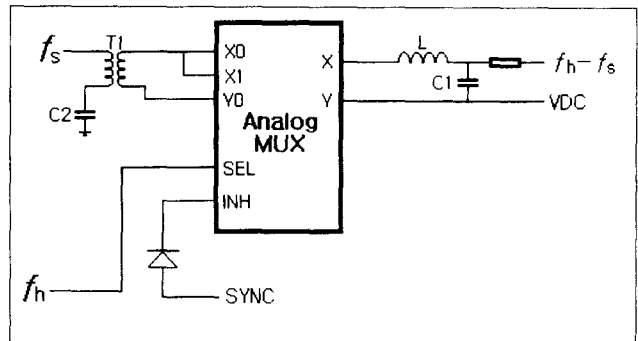 fs
T1
X0
X1
Y0
C2
Analog
MUX
SEL
INH
fh
SYNC
X
Y
L
C1
fh-fs
VDC